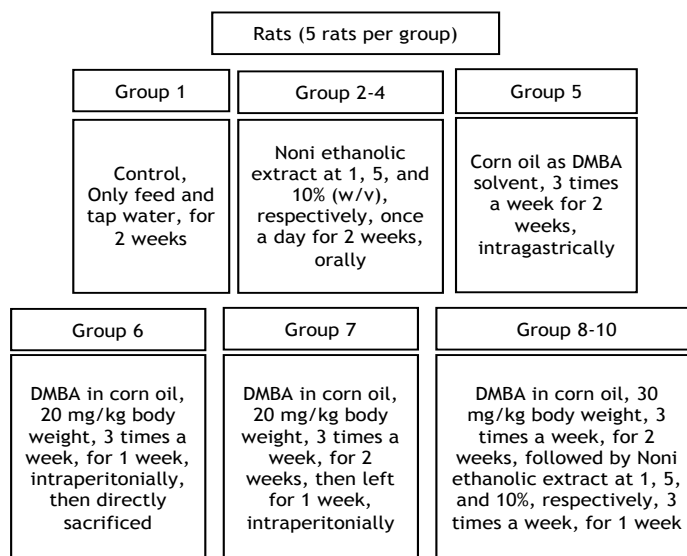 Rats (5 rats per group)
Group 1
Control,
Only feed and
tap water, for
2 weeks
Group 2-4
Noni ethanolic
extract at 1, 5, and
10% (w/v),
respectively, once
a day for 2 weeks,
orally
Group 5
Corn oil as DMBA
solvent, 3 times
a week for 2
weeks,
intragastrically
Group 6
DMBA in corn oil,
20 mg/kg body
weight, 3 times a
week, for 1 week,
intraperitonially,
then directly
sacrificed
Group 7
DMBA in corn oil,
20 mg/kg body
weight, 3 times a
week, for 2
weeks, then left
for 1 week,
intraperitonially
Group 8-10
DMBA in corn oil, 30
mg/kg body weight, 3
times a week, for 2
weeks, followed by Noni
ethanolic extract at 1, 5,
and 10%, respectively, 3
times a week, for 1 week